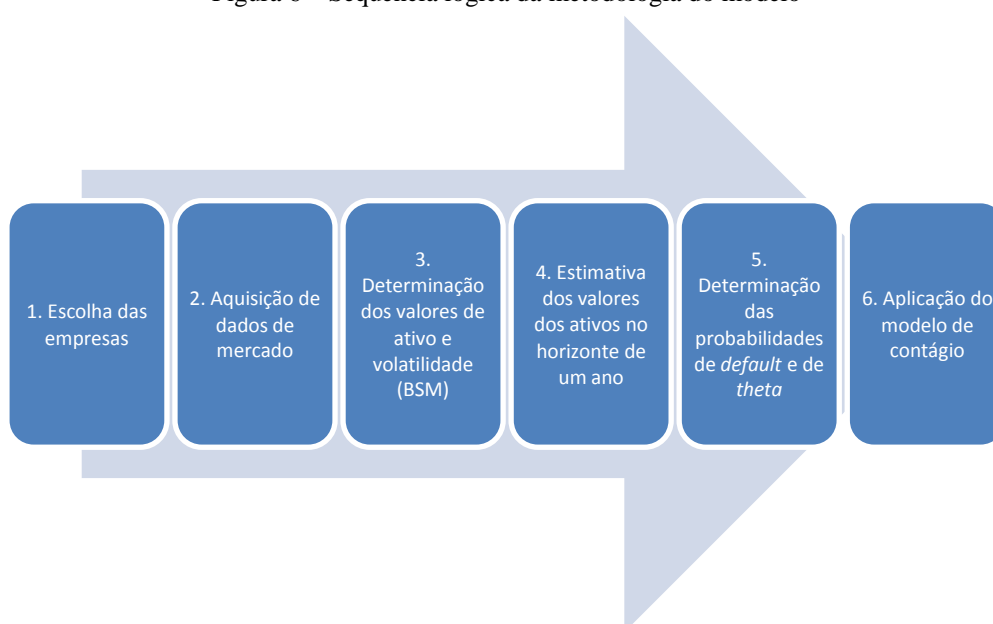 Figura – Sequência lógica da metodologia do modelo
1. Escolha das
empresas
2. Aquisição de
dados de
mercado
3.
Determinação
dos valores de
ativo e
volatilidade
(BSM)
4. Estimativa
dos valores
dos ativos no
horizonte de
um ano
5.
Determinação
das
probabilidades
de default e de
theta
6. Aplicação do
modelo de
contágio